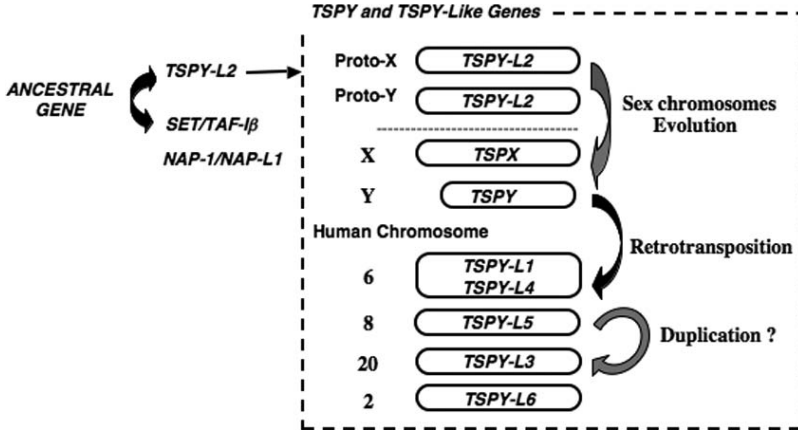 TSPY and TSPY-Like Genes
ANCESTRAL
GENE
TSPY-L2
SET/TAF-Iβ
NAP-1/NAP-L1
Proto-X
TSPY-L2
Proto-Y
TSPY-L2
Sex chromosomes
Evolution
X
TSPX
Y
TSPY
Human Chromosome
Retrotransposition
6
TSPY-L1
TSPY-L4
8
TSPY-L5
Duplication ?
20
TSPY-L3
2
TSPY-L6